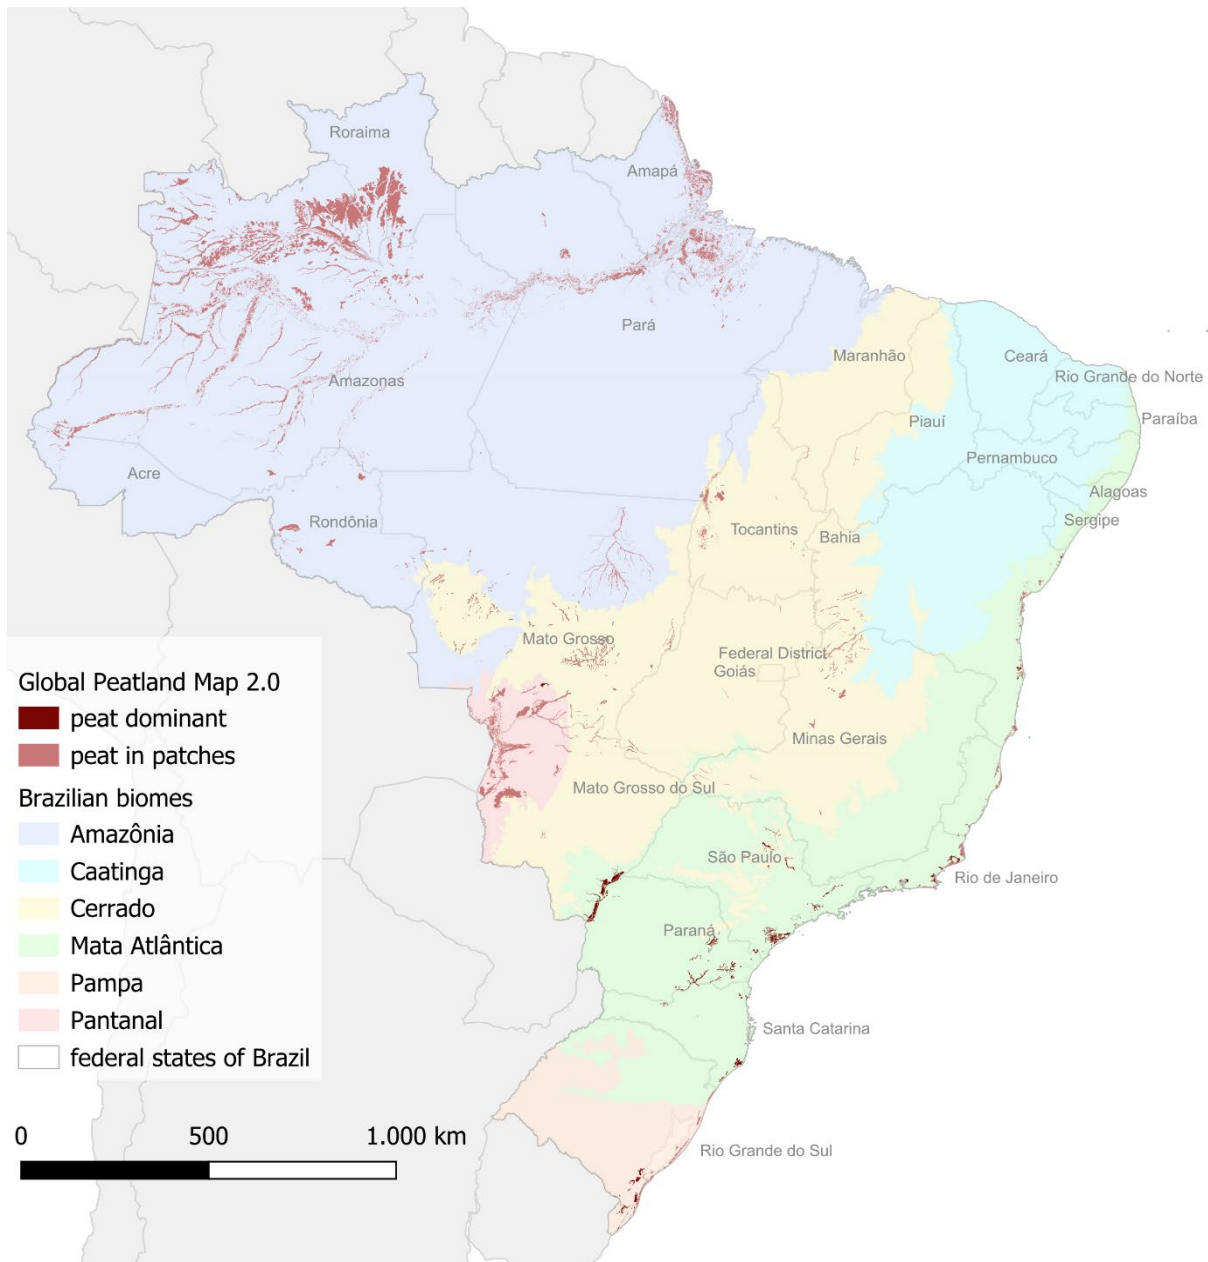 Roraima
Amapá
Pará
Amazonas
Maranhão
Ceará
Rio Grande do Norte
Paraíba
Piauí
Pernambuco
Alagoas
Sergipe
Acre
Rondônia
Tocantins
Bahia
Mato Grosso
Federal District
Goiás
Minas Gerais
Mato Grosso do Sul
São Paulo
Rio de Janeiro
Paraná
Santa Catarina
Rio Grande do Sul
Global Peatland Map 2.0
peat dominant
peat in patches
Brazilian biomes
Amazônia
Caatinga
Cerrado
Mata Atlântica
Pampa
Pantanal
federal states of Brazil
0 500 1.000 km